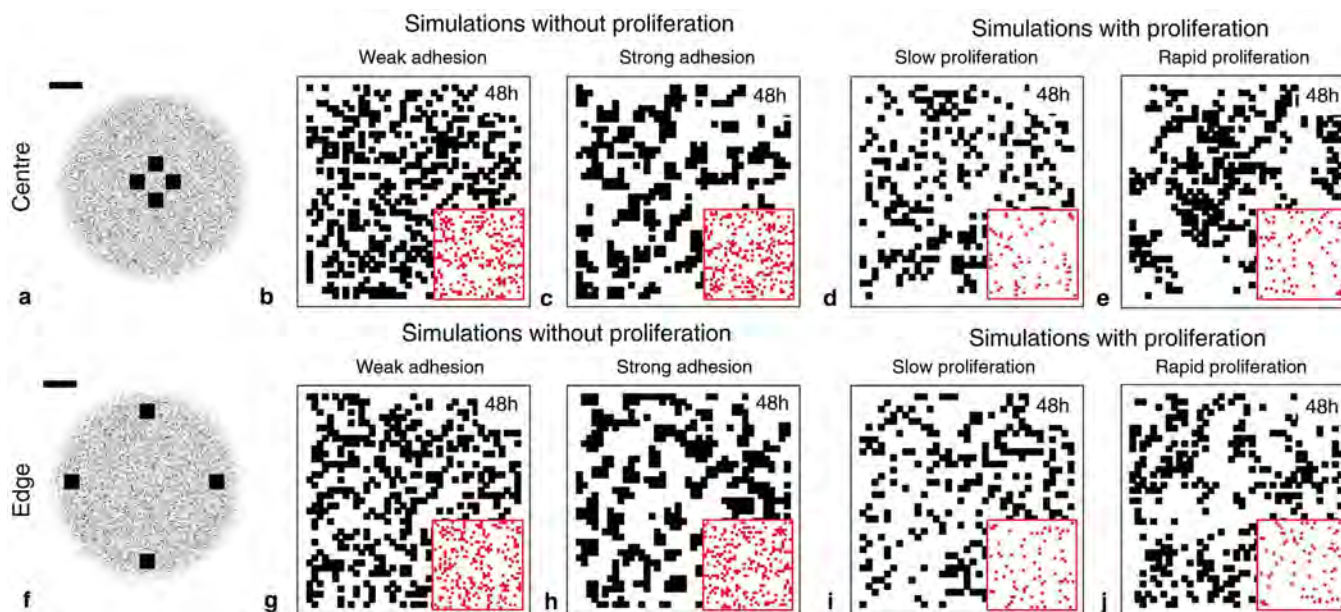 Simulations without proliferation
Simulations with proliferation
Weak adhesion
Strong adhesion
Slow proliferation
Rapid proliferation
Centre
48h
48h
48h
48h
a
b
c
d
e
Simulations without proliferation
Simulations with proliferation
Weak adhesion
Strong adhesion
Slow proliferation
Rapid proliferation
Edge
48h
48h
48h
48h
f
g
h
i
j